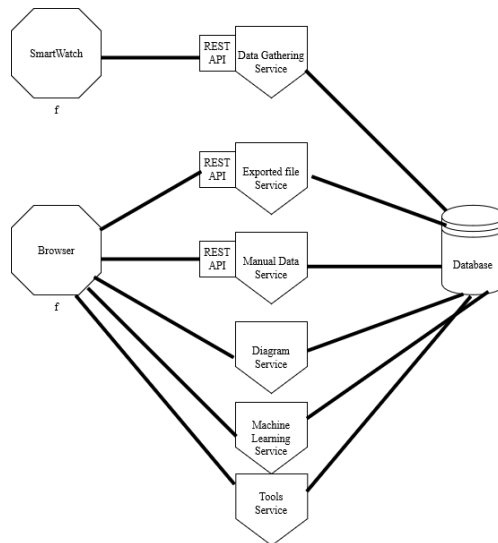 SmartWatch
f
REST
API
Data Gathering
Service
REST
API
Exported file
Service
Browser
f
REST
API
Manual Data
Service
Database
Diagram
Service
Machine
Learning
Service
Tools
Service